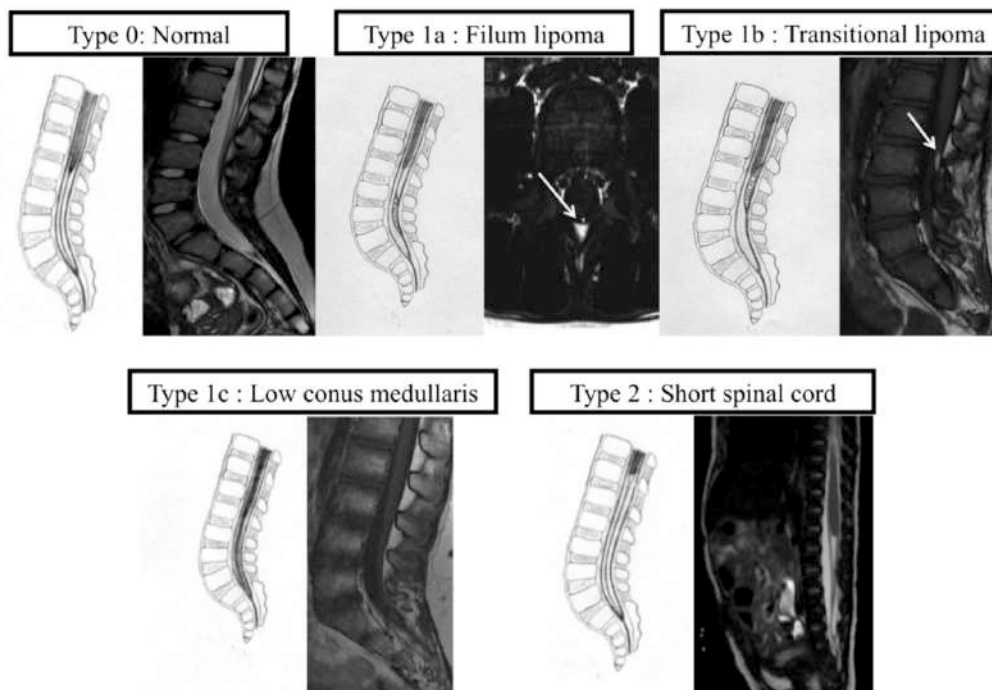 Type 0: Normal
Type 1a : Filum lipoma
Type 1b : Transitional lipoma
Type 1c : Low conus medullaris
Type 2 : Short spinal cord